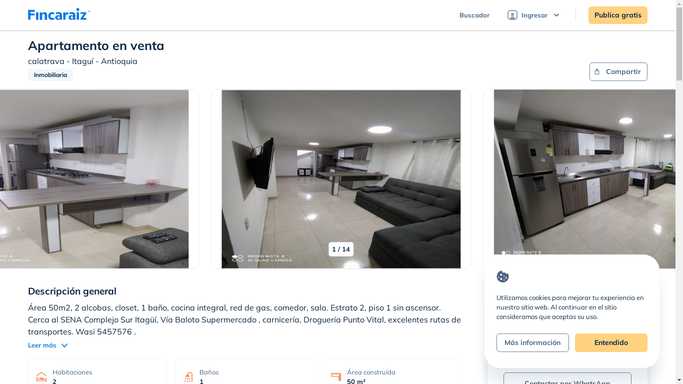 Fincaraiz
Buscador
Ingresar
Publica gratis
Apartamento en venta
calatrava - Itaguí - Antioquia
Inmobiliaria
Compartir
1 / 14
Descripción general
Área 50m2, 2 alcobas, closet, 1 baño, cocina integral, red de gas, comedor, sala. Estrato 2, piso 1 sin ascensor.
Cerca al SENA Complejo Sur Itagüí, Vía Balota Supermercado , carnicería, Droguería Punto Vital, excelentes rutas de
transportes. Wasi 5457576 .
Leer más
Habitaciones
2
Baños
1
Área construida
50 m²
Utilizamos cookies para mejorar tu experiencia en
nuestro sitio web. Al continuar en el sitio
consideramos que aceptas su uso.
Más información
Entendido
Contactar por WhatsApp